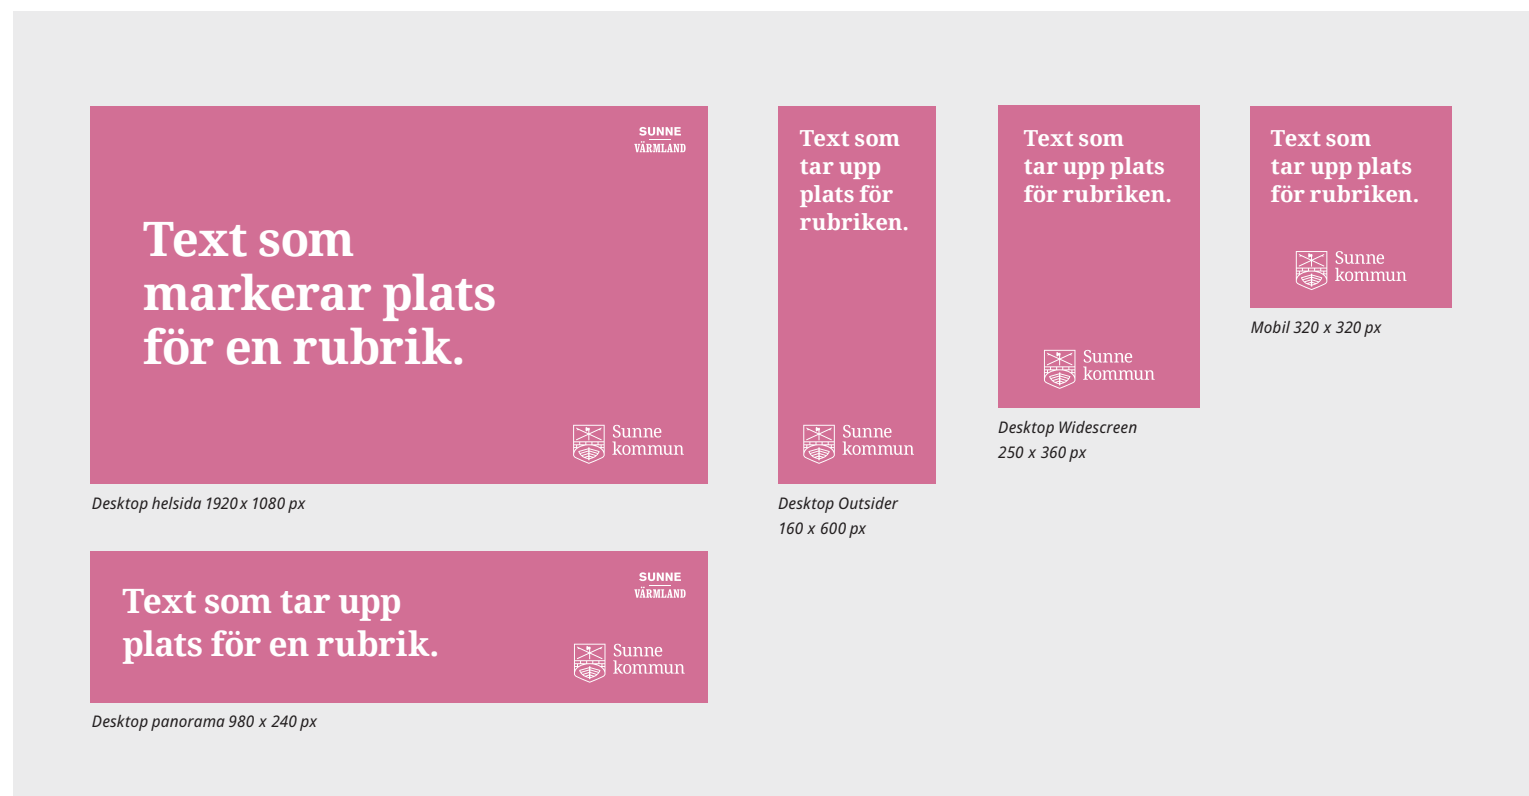 SUNNE
VÄRMLAND
Text som
markerar plats
för en rubrik.
Sunne
kommun
Desktop helsida 1920 x 1080 px
Text som
tar upp
plats för
rubriken.
Sunne
kommun
Desktop Outsider
160 x 600 px
Text som
tar upp plats
för rubriken.
Sunne
kommun
Desktop Widescreen
250 x 360 px
Text som
tar upp plats
för rubriken.
Sunne
kommun
Mobil 320 x 320 px
SUNNE
VÄRMLAND
Text som tar upp
plats för en rubrik.
Sunne
kommun
Desktop panorama 980 x 240 px